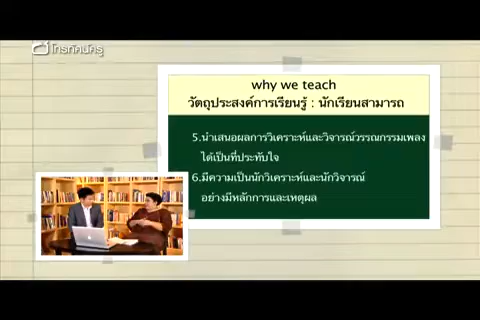 โทรทัศน์ครู
why we teach
วัตถุประสงค์การเรียนรู้ : นักเรียนสามารถ
5.นำเสนอผลการวิเคราะห์และวิจารณ์วรรณกรรมเพลง
ได้เป็นที่ประทับใจ
6.มีความเป็นนักวิเคราะห์และนักวิจารณ์
อย่างมีหลักการและเหตุผล